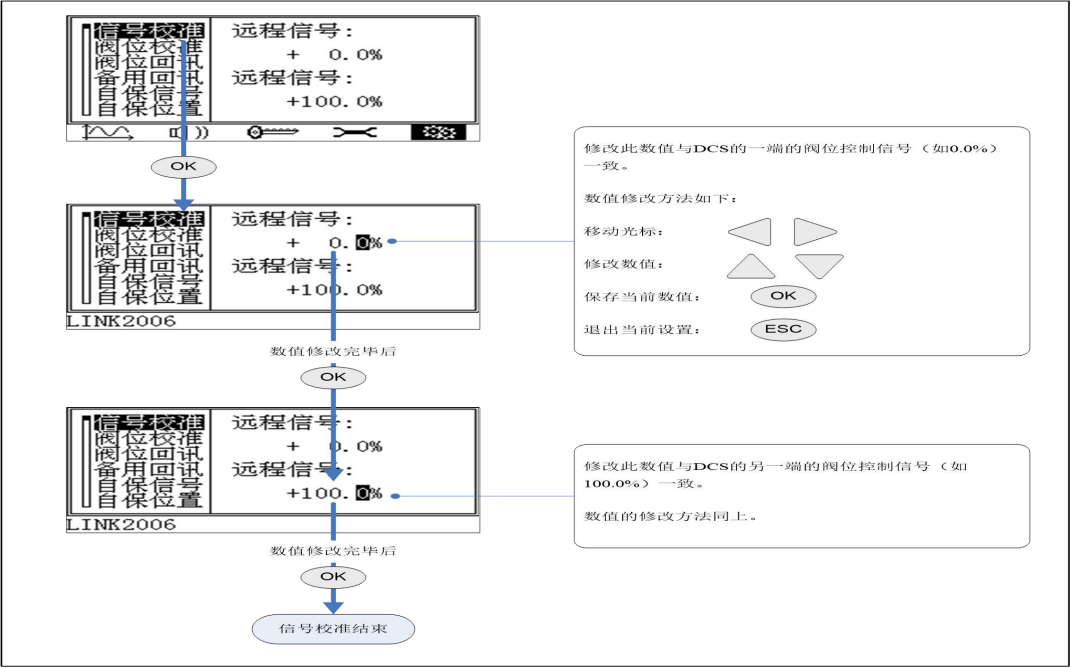 信号校准
阀位校准
阀位回讯
备用回讯
自保信号
自保位置
远程信号:
+ 0.0%
远程信号:
+100.0%
OK
信号校准
阀位校准
阀位回讯
备用回讯
自保信号
自保位置
远程信号:
+ 0.0%
远程信号:
+100.0%
LINK2006
修改此数值与DCS的一端的阀位控制信号（如0.0%）
一致。
数值修改方法如下:
移动光标:
修改数值:
保存当前数值: OK
退出当前设置: ESC
数值修改完毕后
OK
信号校准
阀位校准
阀位回讯
备用回讯
自保信号
自保位置
远程信号:
+ 0.0%
远程信号:
+100.0%
LINK2006
修改此数值与DCS的另一端的阀位控制信号（如
100.0%）一致。
数值的修改方法同上。
数值修改完毕后
OK
信号校准结束